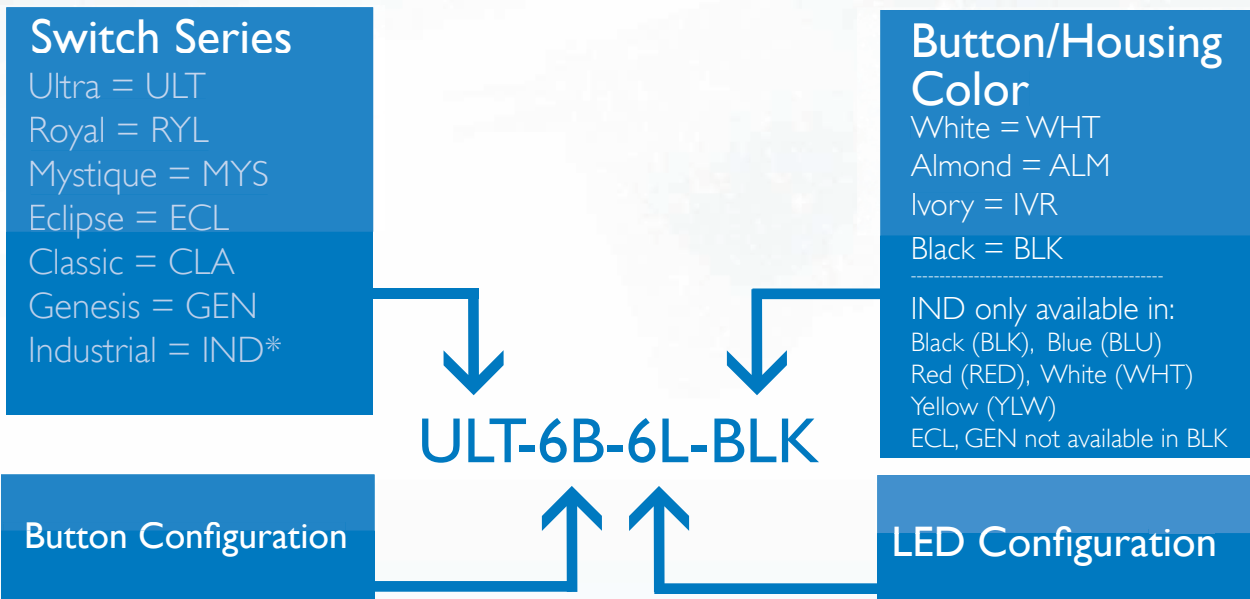 Switch Series
Ultra = ULT
Royal = RYL
Mystique = MYS
Eclipse = ECL
Classic = CLA
Genesis = GEN
Industrial = IND*
Button/Housing
Color
White = WHT
Almond = ALM
Ivory = IVR
Black = BLK
--------------------------------------------
IND only available in:
Black (BLK), Blue (BLU)
Red (RED), White (WHT)
Yellow (YLW)
ECL, GEN not available in BLK
ULT-6B-6L-BLK
Button Configuration
LED Configuration